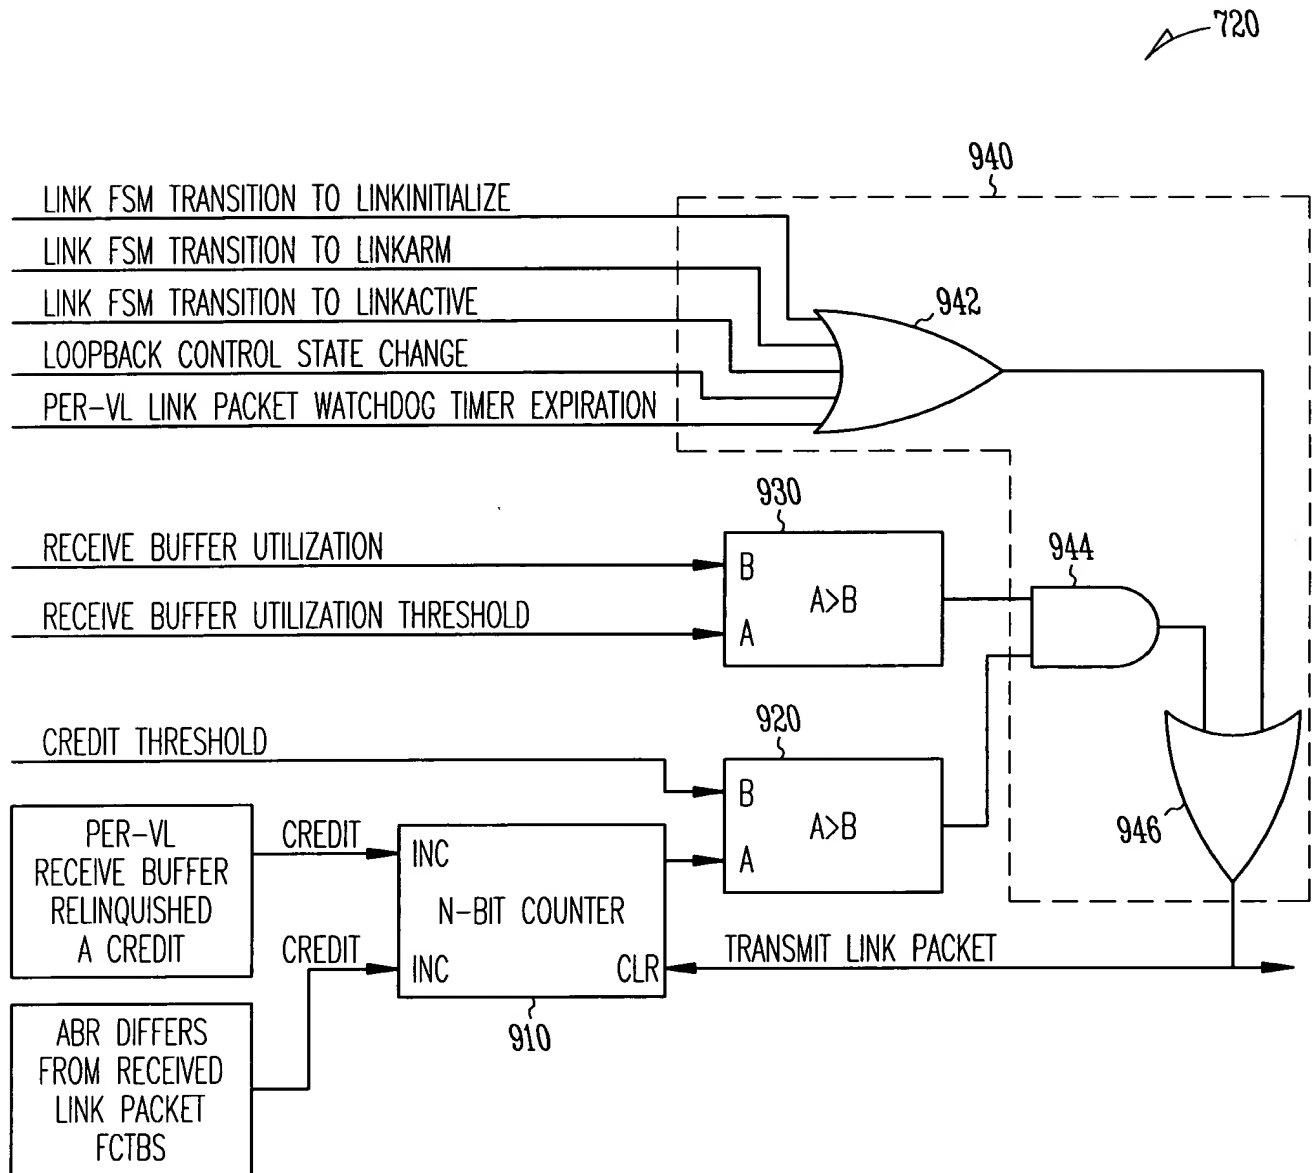 720
940
LINK FSM TRANSITION TO LINKINITIALIZE
LINK FSM TRANSITION TO LINKARM
LINK FSM TRANSITION TO LINKACTIVE
LOOPBACK CONTROL STATE CHANGE
PER-VL LINK PACKET WATCHDOG TIMER EXPIRATION
942
930
RECEIVE BUFFER UTILIZATION
B
A>B
RECEIVE BUFFER UTILIZATION THRESHOLD
A
944
CREDIT THRESHOLD
920
B
A>B
A
946
PER-VL
RECEIVE BUFFER
RELINQUISHED
A CREDIT
CREDIT
INC
N-BIT COUNTER
CREDIT
INC
CLR
TRANSMIT LINK PACKET
910
ABR DIFFERS
FROM RECEIVED
LINK PACKET
FCTBS